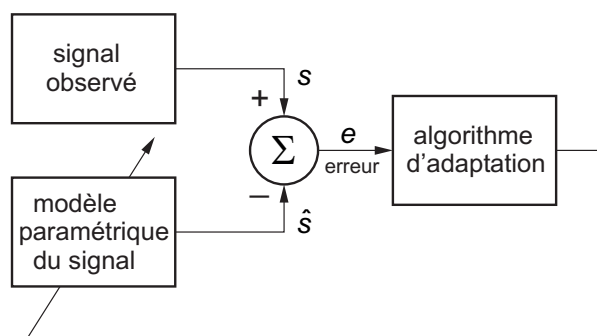 signal
observé
s
+
Σ
e
erreur
algorithme
d'adaptation
−
ŝ
modèle
paramétrique
du signal